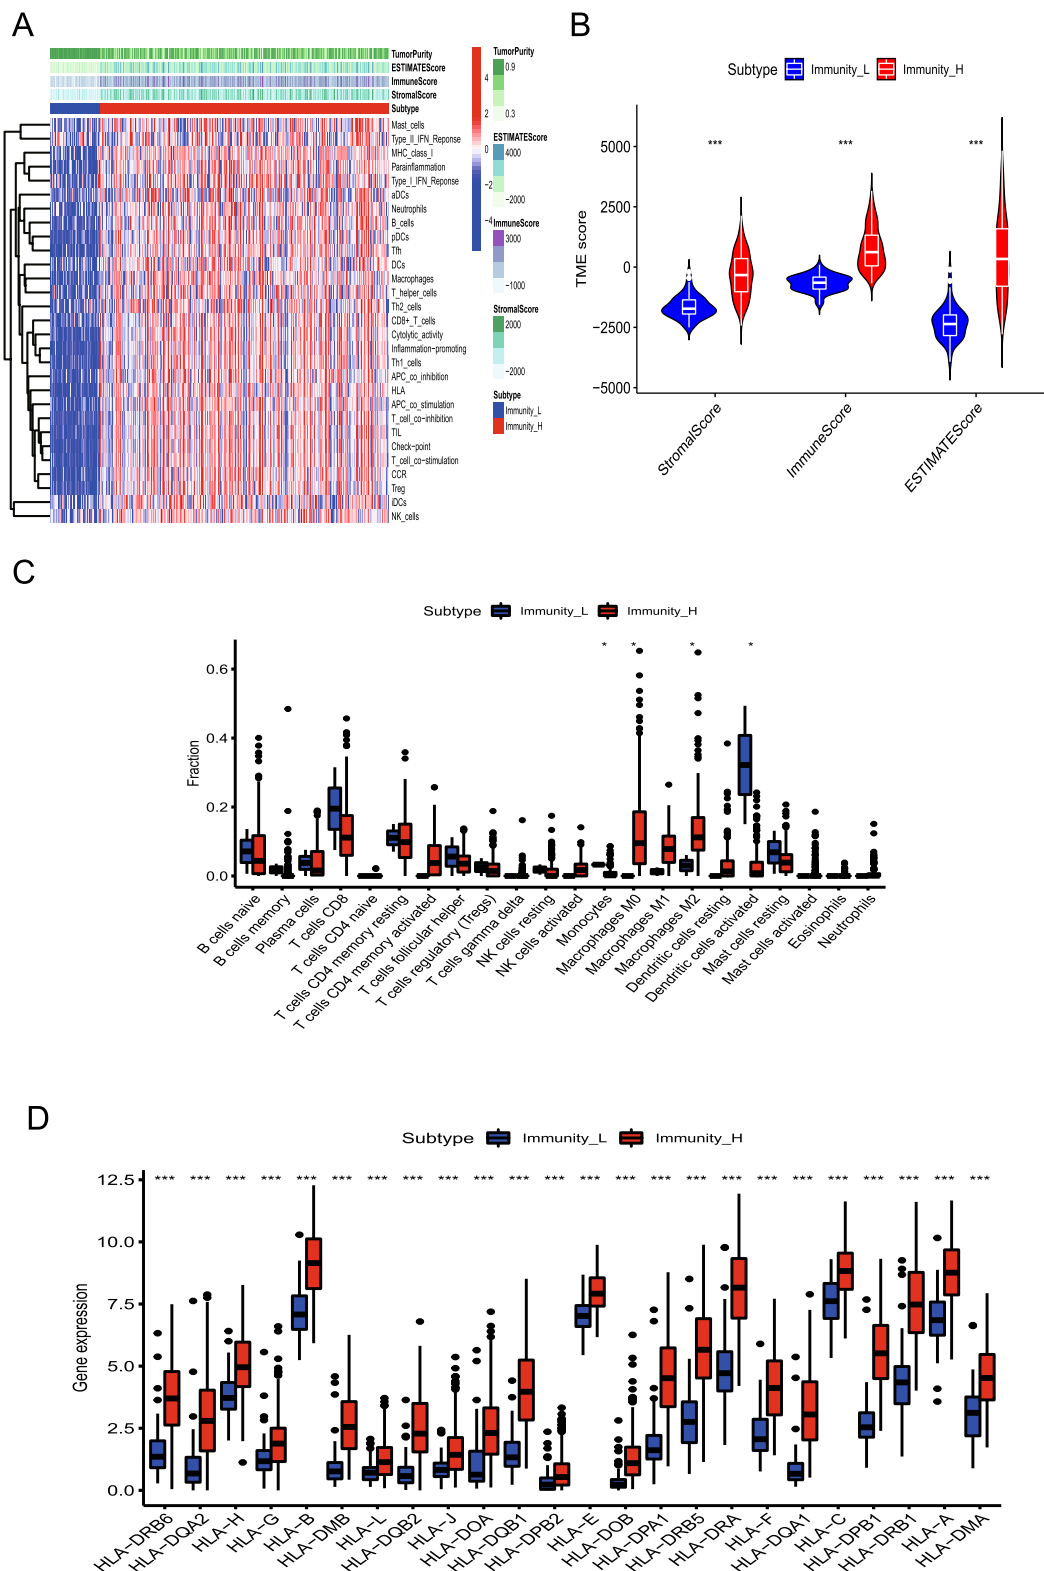 A
TumorPurity
ESTIMATEScore
ImmuneScore
StromalScore
Subtype
Mast_cells
Type_II_IFN_Reponse
MHC_class_I
Parainflammation
Type_I_IFN_Reponse
aDCs
Neutrophils
B_cells
pDCs
Tfh
DCs
Macrophages
T_helper_cells
Th2_cells
CD8+_T_cells
Cytolytic_activity
Inflammation-promoting
Th1_cells
APC_co_inhibition
HLA
APC_co_stimulation
T_cell_co-inhibition
TIL
Check-point
T_cell_co-stimulation
CCR
Treg
iDCs
NK_cells
4
2
0
−2
−4
TumorPurity
0.9
0.3
ESTIMATEScore
4000
−2000
ImmuneScore
3000
−1000
StromalScore
2000
−2000
Subtype
Immunity_L
Immunity_H
B
Subtype Immunity_L Immunity_H
*** *** ***
TME score
5000
2500
0
−2500
−5000
StromalScore
ImmuneScore
ESTIMATEScore
C
Subtype Immunity_L Immunity_H
* * * *
Fraction
0.6
0.4
0.2
0.0
B cells naive
B cells memory
Plasma cells
T cells CD8
T cells CD4 naive
T cells CD4 memory resting
T cells CD4 memory activated
T cells follicular helper
T cells regulatory (Tregs)
T cells gamma delta
NK cells resting
NK cells activated
Monocytes
Macrophages M0
Macrophages M1
Macrophages M2
Dendritic cells resting
Dendritic cells activated
Mast cells resting
Mast cells activated
Eosinophils
Neutrophils
D
Subtype Immunity_L Immunity_H
*** *** *** *** *** *** *** *** *** *** *** *** *** *** *** *** *** *** *** *** *** *** *** ***
Gene expression
12.5
10.0
7.5
5.0
2.5
0.0
HLA−DRB6
HLA−DQA2
HLA−H
HLA−G
HLA−B
HLA−DMB
HLA−L
HLA−DQB2
HLA−J
HLA−DOA
HLA−DQB1
HLA−DPB2
HLA−E
HLA−DOB
HLA−DPA1
HLA−DRB5
HLA−DRA
HLA−F
HLA−DQA1
HLA−C
HLA−DPB1
HLA−DRB1
HLA−A
HLA−DMA